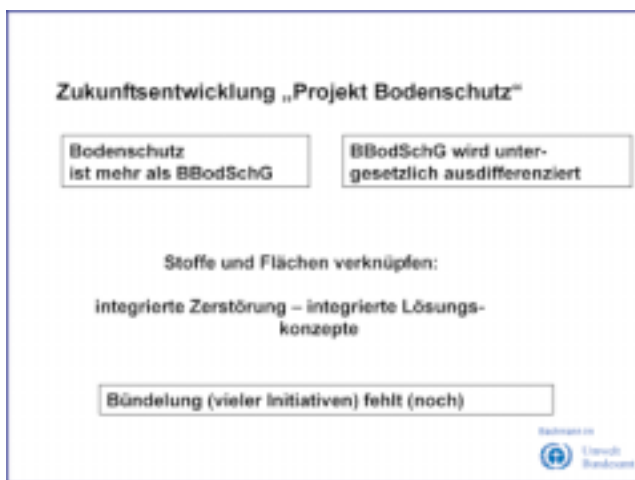 Zukunftsentwicklung „Projekt Bodenschutz“
Bodenschutz
ist mehr als BBodSchG
BBodSchG wird unter-
gesetzlich ausdifferenziert
Stoffe und Flächen verknüpfen:
integrierte Zerstörung – integrierte Lösungs-
konzepte
Bündelung (vieler Initiativen) fehlt (noch)
Umwelt
Bundesamt